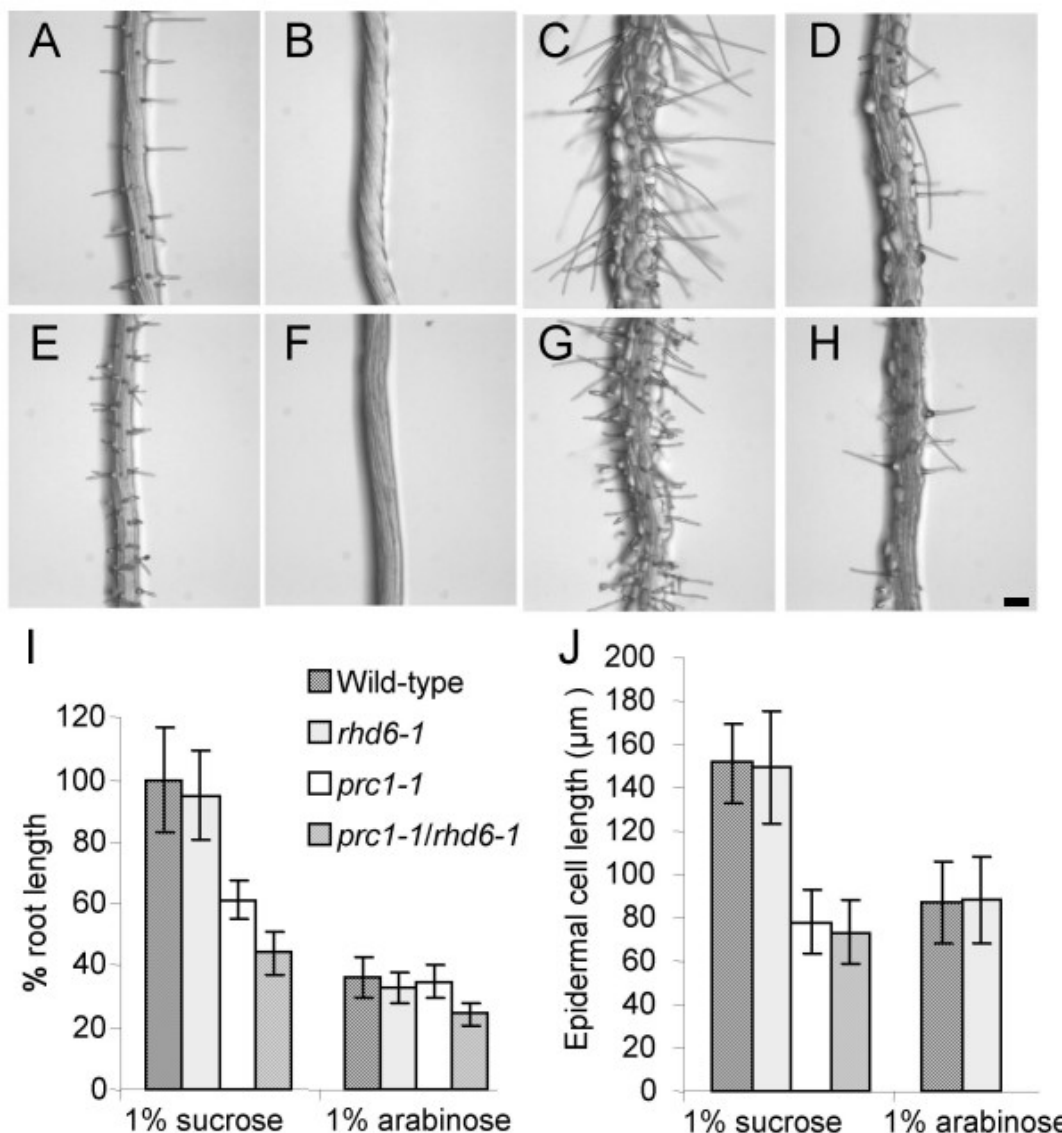 A B C D
E F G H
I
Wild-type
rhd6-1
prc1-1
prc1-1/rhd6-1
% root length
120
100
80
60
40
20
0
1% sucrose 1% arabinose
J
Epidermal cell length (µm )
200
180
160
140
120
100
80
60
40
20
0
1% sucrose 1% arabinose